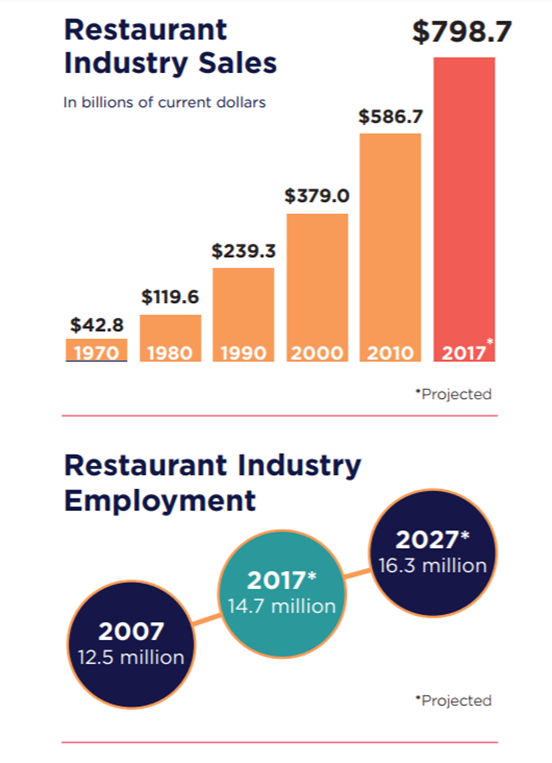 Restaurant
Industry Sales
In billions of current dollars
$798.7
$586.7
$379.0
$239.3
$119.6
$42.8
1970 1980 1990 2000 2010 2017*
*Projected
Restaurant Industry
Employment
2027*
16.3 million
2017*
14.7 million
2007
12.5 million
*Projected